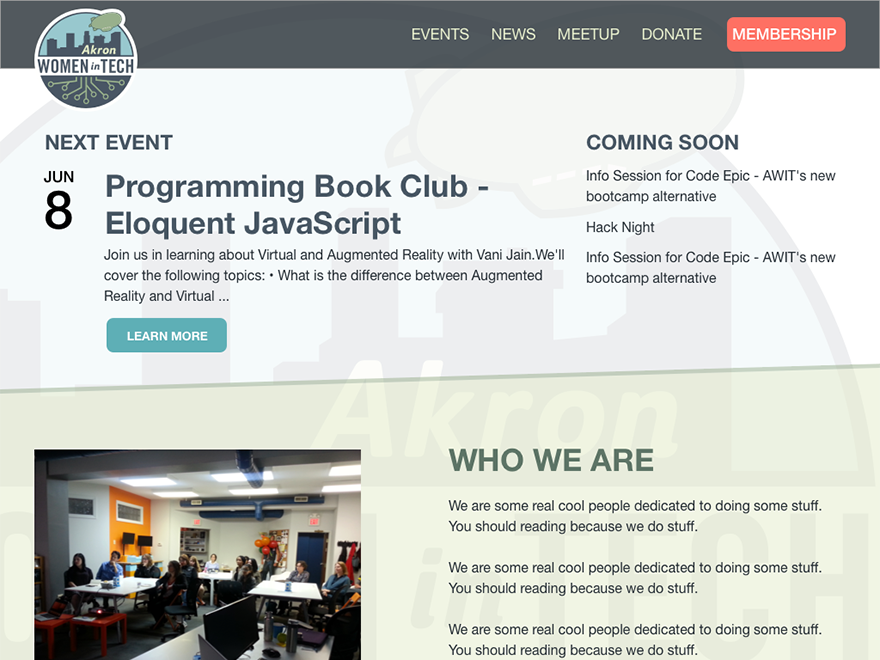 Akron
WOMEN in TECH
EVENTS NEWS MEETUP DONATE MEMBERSHIP
NEXT EVENT
JUN
8
Programming Book Club -
Eloquent JavaScript
Join us in learning about Virtual and Augmented Reality with Vani Jain.We'll
cover the following topics: • What is the difference between Augmented
Reality and Virtual ...
LEARN MORE
COMING SOON
Info Session for Code Epic - AWIT's new
bootcamp alternative
Hack Night
Info Session for Code Epic - AWIT's new
bootcamp alternative
Akron
in TECH
WHO WE ARE
We are some real cool people dedicated to doing some stuff.
You should reading because we do stuff.
We are some real cool people dedicated to doing some stuff.
You should reading because we do stuff.
We are some real cool people dedicated to doing some stuff.
You should reading because we do stuff.